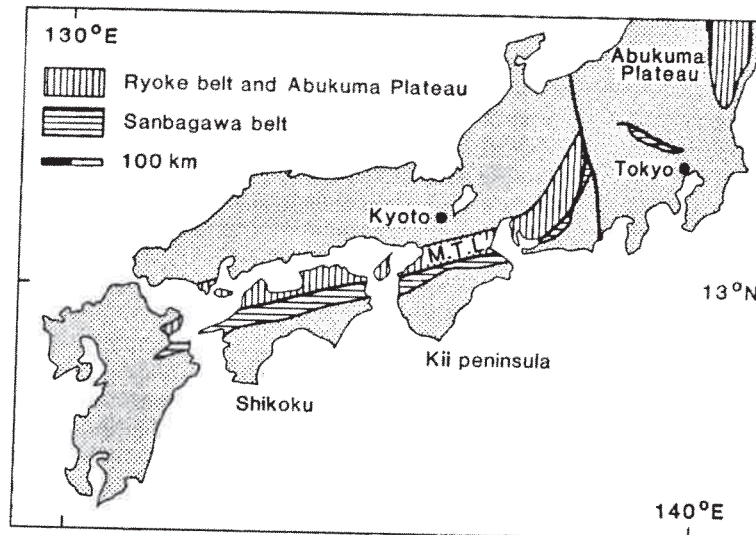 130°E
Abukuma
Plateau
Ryoke belt and Abukuma Plateau
Sanbagawa belt
100 km
Tokyo
Kyoto
M.T.L.
13°N
Kii peninsula
Shikoku
140°E